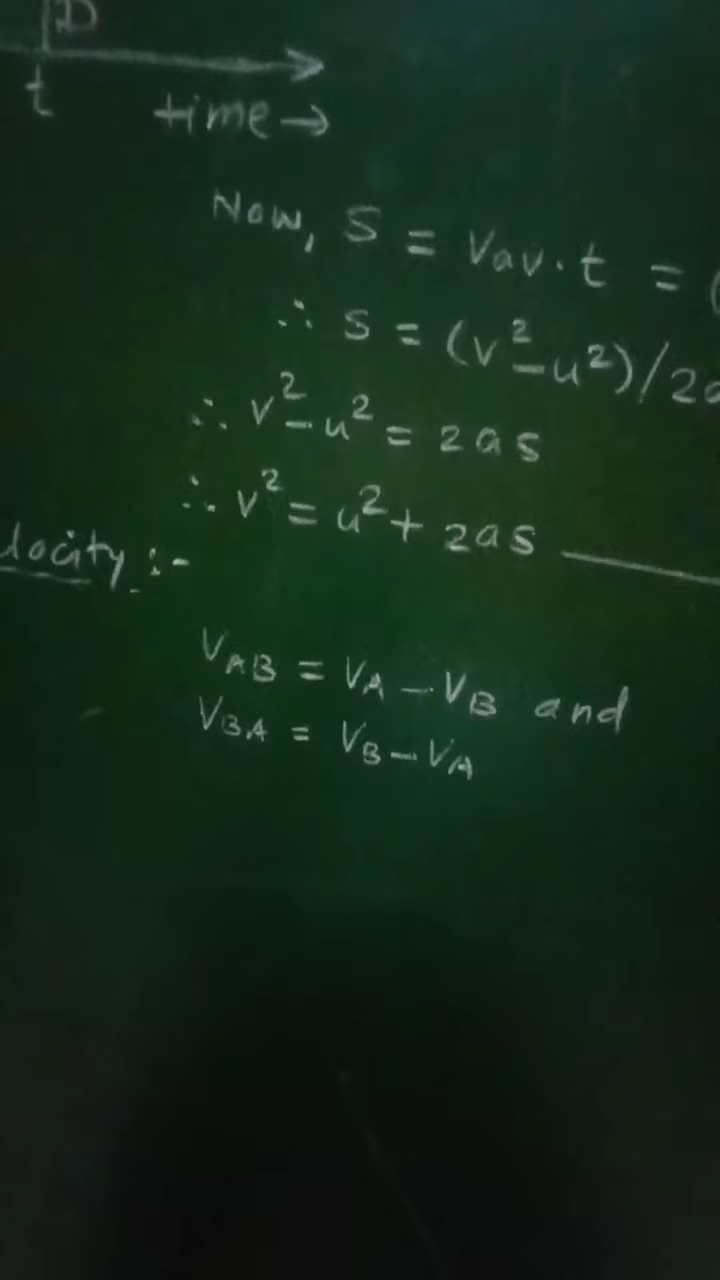 D
t time →
Now, S = Vav. t = (
∴ s = (v²-u²)/2a
∴ v²-u² = 2as
∴ v² = u² + 2as
locity :-
VAB = VA - VB and
VBA = VB - VA